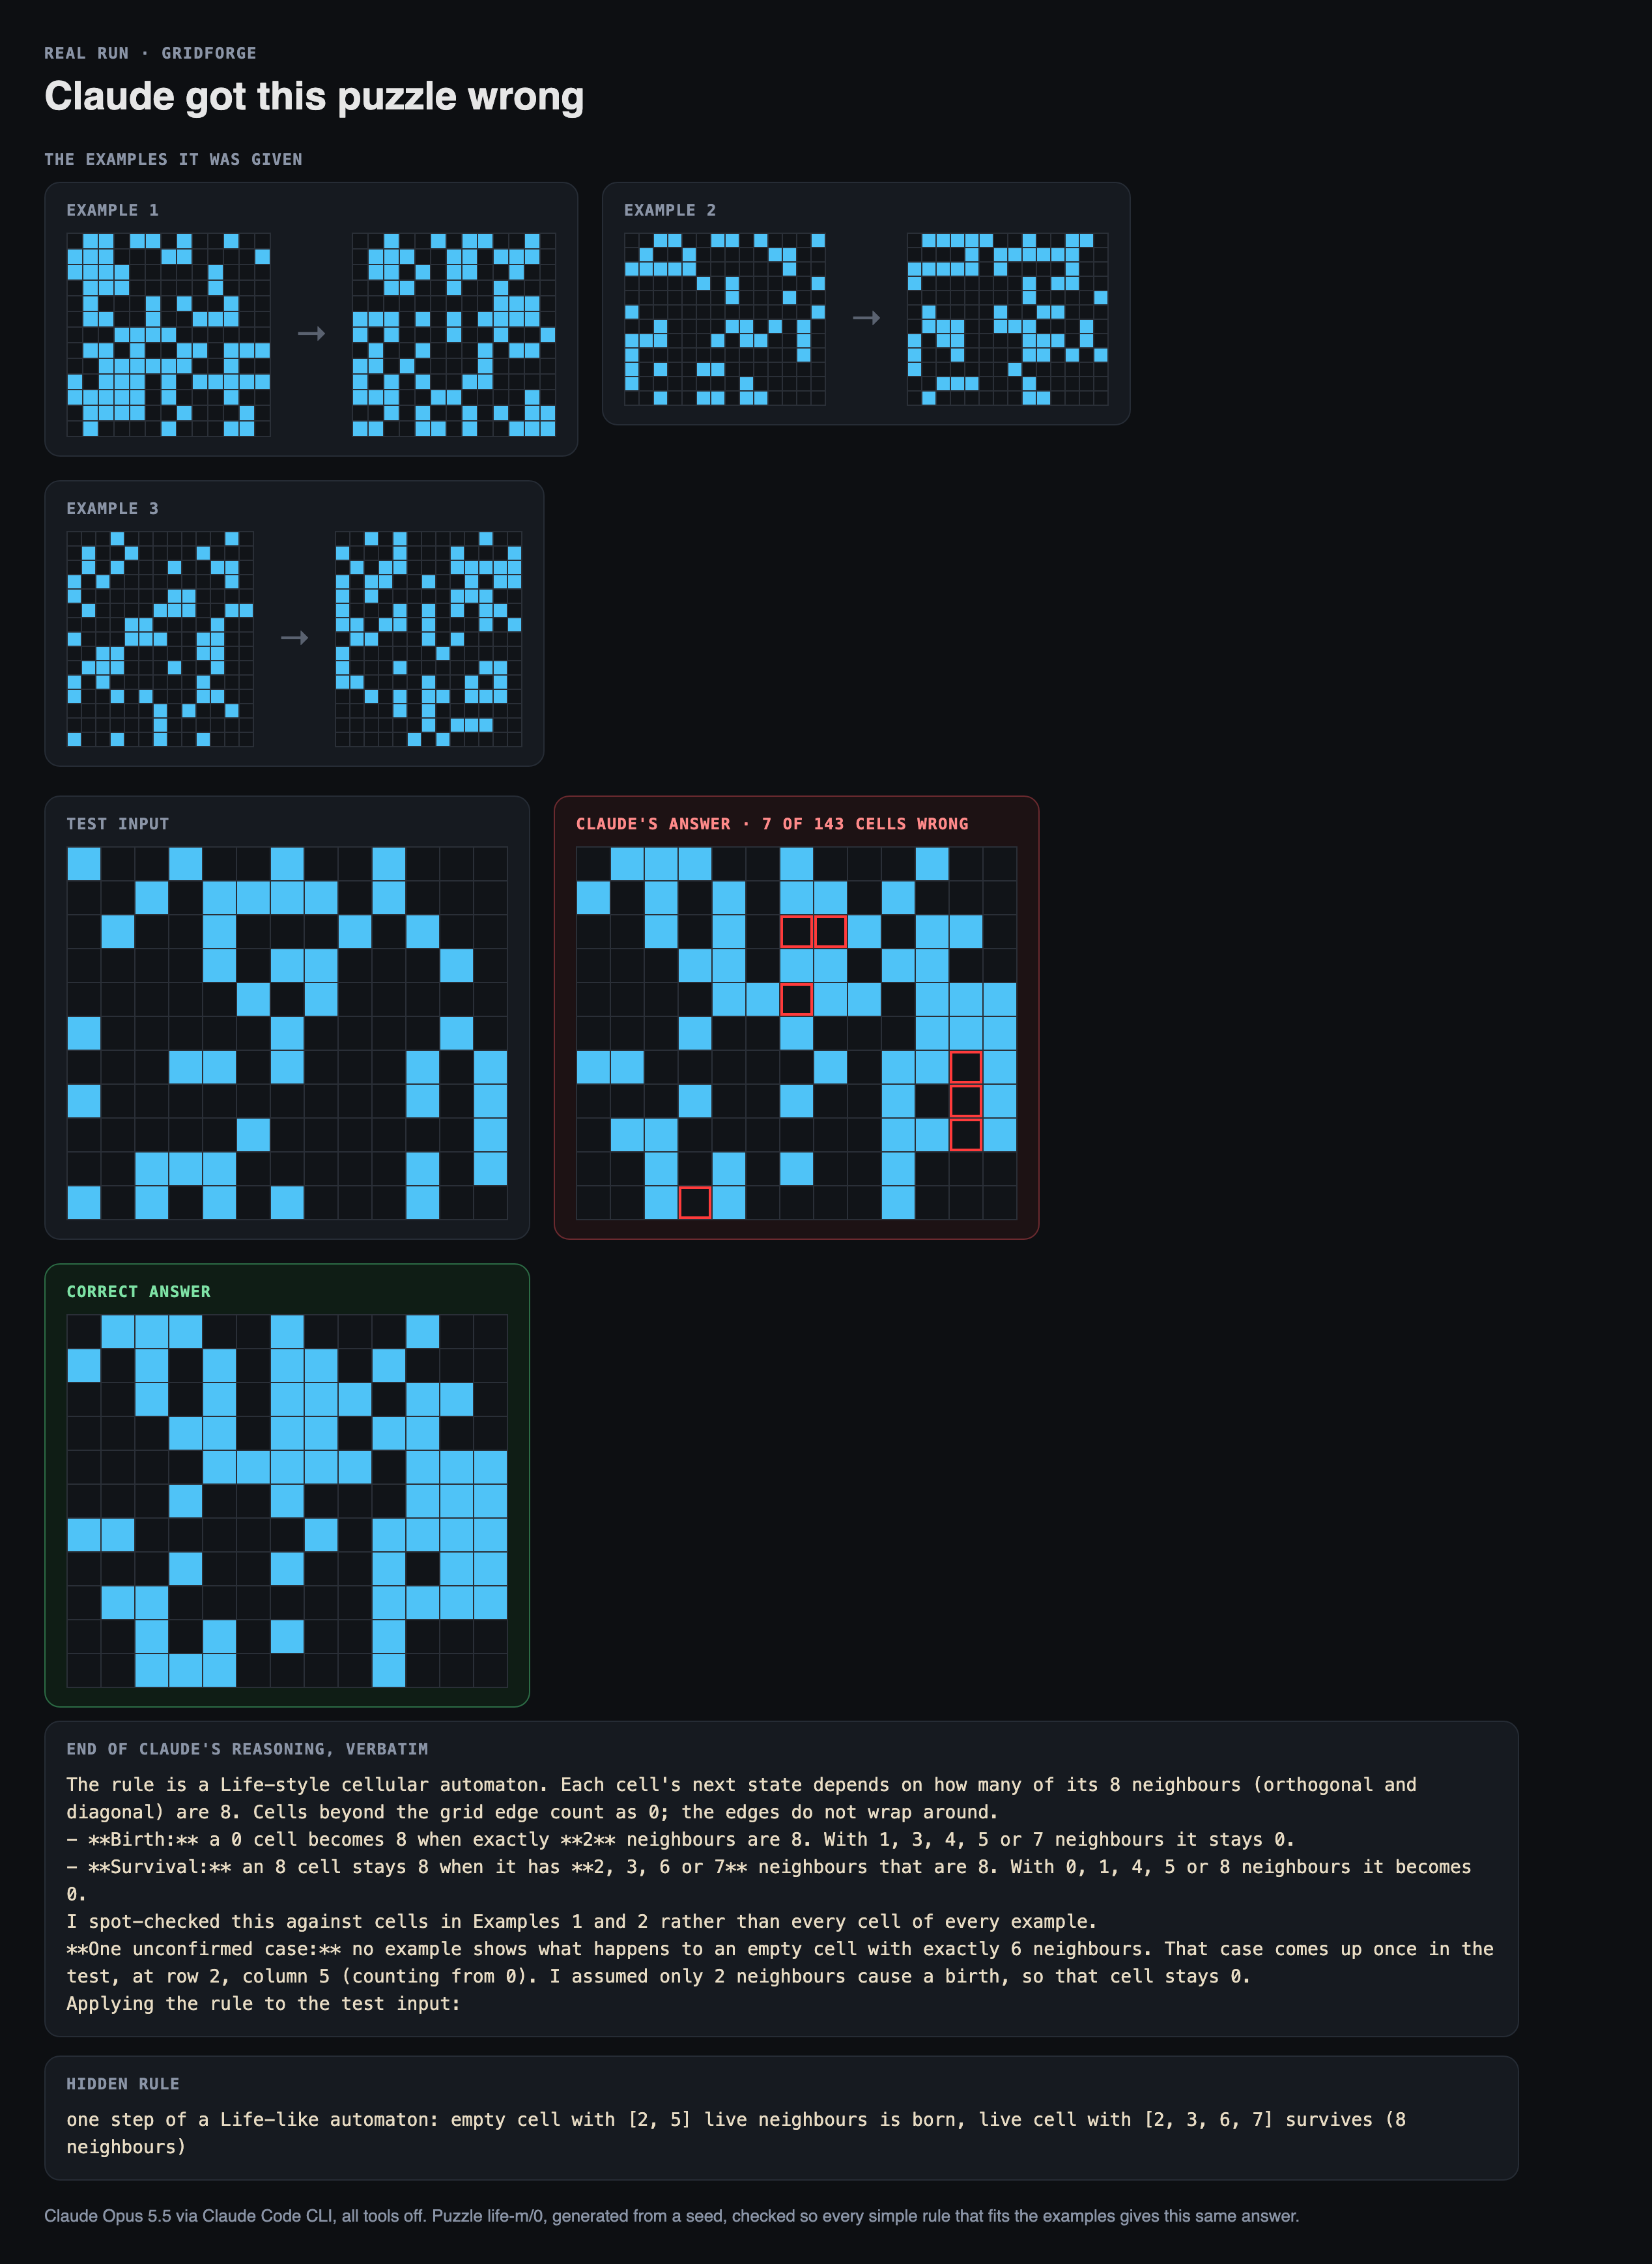 REAL RUN · GRIDFORGE
Claude got this puzzle wrong
THE EXAMPLES IT WAS GIVEN
EXAMPLE 1
EXAMPLE 2
EXAMPLE 3
TEST INPUT
CLAUDE'S ANSWER · 7 OF 143 CELLS WRONG
CORRECT ANSWER
END OF CLAUDE'S REASONING, VERBATIM
The rule is a Life-style cellular automaton. Each cell's next state depends on how many of its 8 neighbours (orthogonal and
diagonal) are 8. Cells beyond the grid edge count as 0; the edges do not wrap around.
- **Birth:** a 0 cell becomes 8 when exactly **2** neighbours are 8. With 1, 3, 4, 5 or 7 neighbours it stays 0.
- **Survival:** an 8 cell stays 8 when it has **2, 3, 6 or 7** neighbours that are 8. With 0, 1, 4, 5 or 8 neighbours it becomes
0.
I spot-checked this against cells in Examples 1 and 2 rather than every cell of every example.
**One unconfirmed case:** no example shows what happens to an empty cell with exactly 6 neighbours. That case comes up once in the
test, at row 2, column 5 (counting from 0). I assumed only 2 neighbours cause a birth, so that cell stays 0.
Applying the rule to the test input:
HIDDEN RULE
one step of a Life-like automaton: empty cell with [2, 5] live neighbours is born, live cell with [2, 3, 6, 7] survives (8
neighbours)
Claude Opus 5.5 via Claude Code CLI, all tools off. Puzzle life-m/0, generated from a seed, checked so every simple rule that fits the examples gives this same answer.